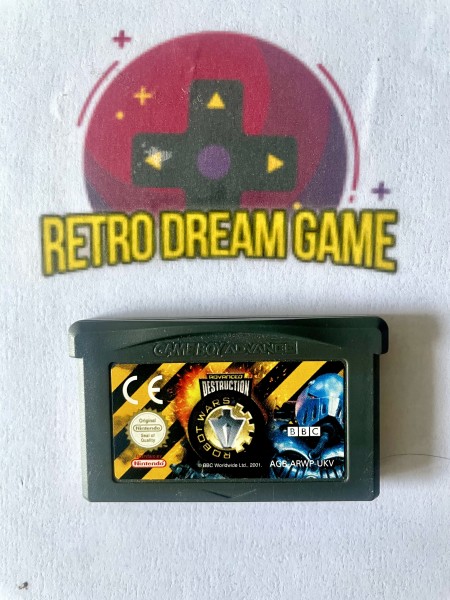 RETRO DREAM GAME
GAME BOY ADVANCE
CE
ADVANCED
DESTRUCTION
ROBOT WARS
Original
Nintendo
Seal of
Quality
BBC
Nintendo
© BBC Worldwide Ltd., 2001.
AGB-ARWP-UKV